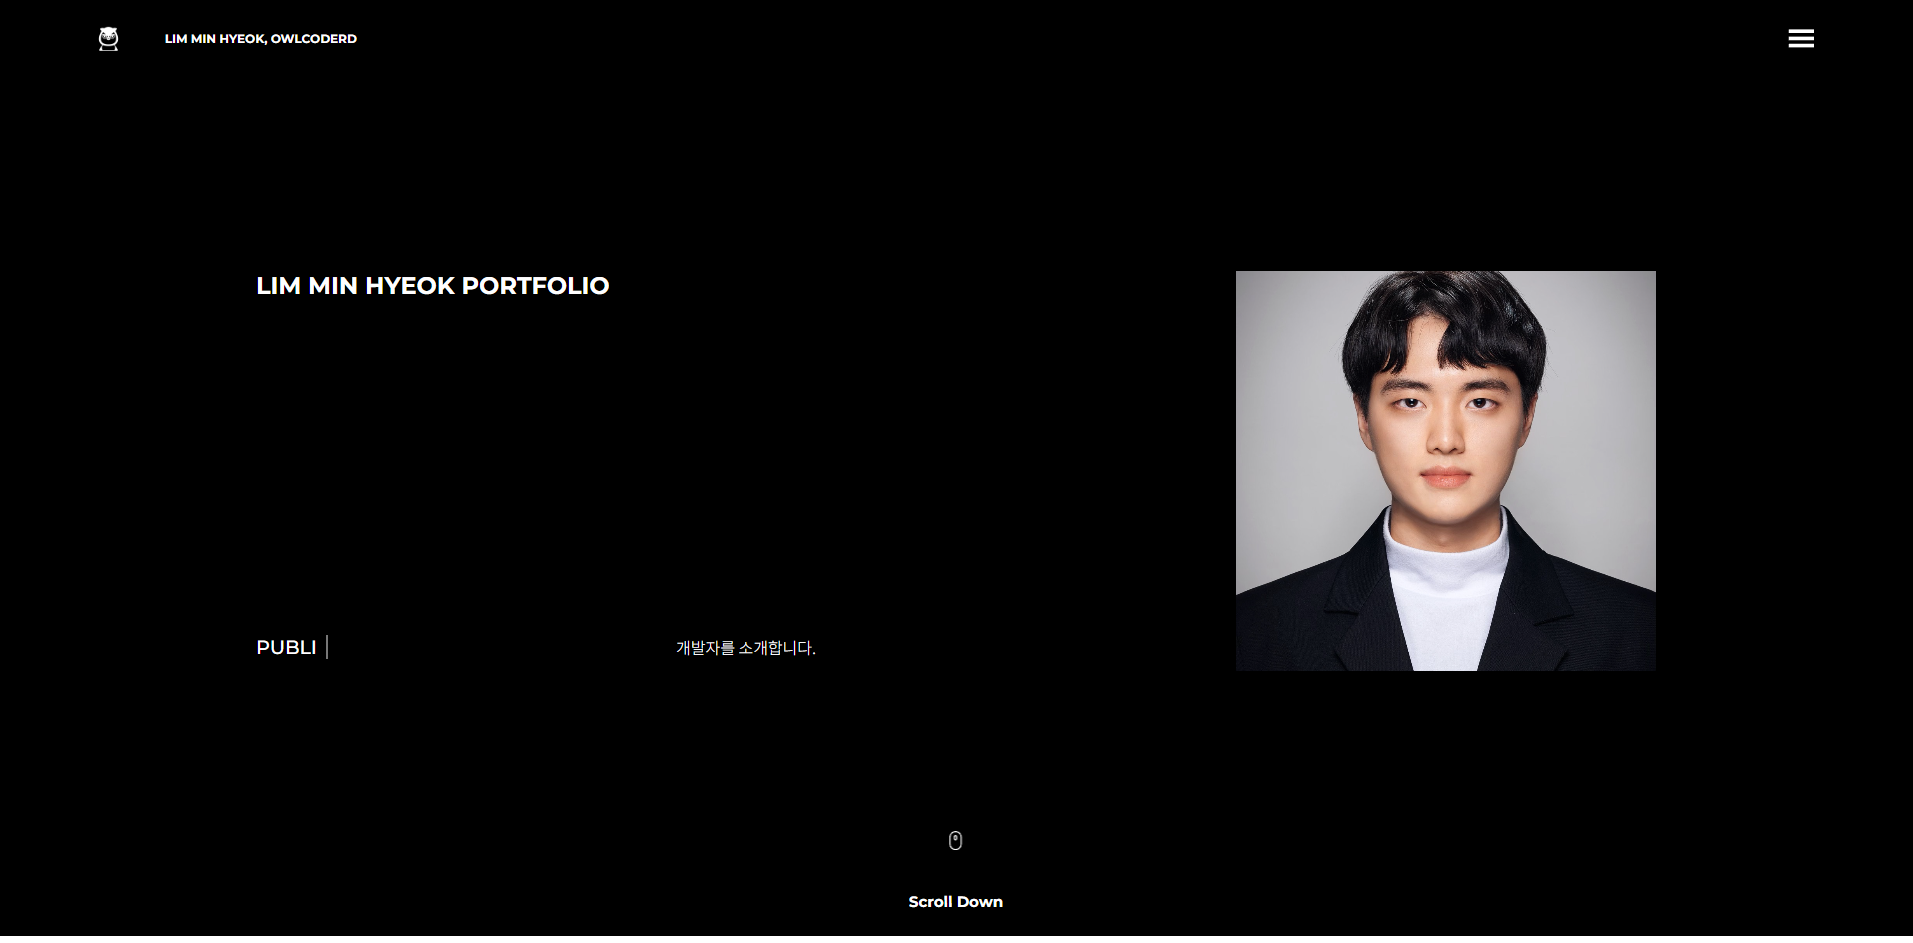 LIM MIN HYEOK, OWLCODERD
LIM MIN HYEOK PORTFOLIO
PUBLI
개발자를 소개합니다.
Scroll Down